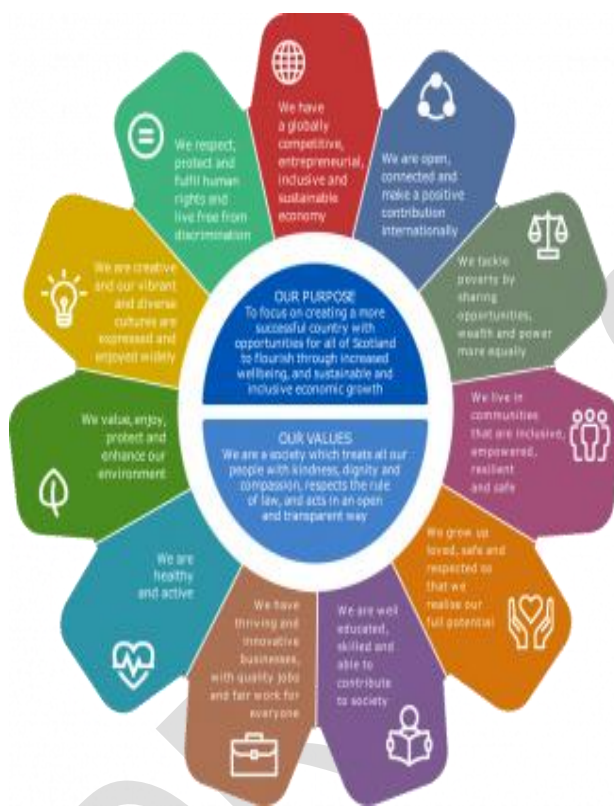 We have
a globally
competitive,
entrepreneurial,
inclusive and
sustainable
economy
We are open,
connected and
make a positive
contribution
internationally
We tackle
poverty by
sharing
opportunities,
wealth and power
more equally
We live in
communities
that are inclusive,
empowered,
resilient
and safe
We grow up
loved, safe and
respected so
that we
realise our
full potential
We are well
educated,
skilled and
able to
contribute
to society
We have
thriving and
innovative
businesses,
with quality jobs
and fair work for
everyone
We are
healthy
and active
We value, enjoy,
protect and
enhance our
environment
We are creative
and our vibrant
and diverse
cultures are
expressed and
enjoyed widely
We respect,
protect and
fulfil human
rights and
live free from
discrimination
OUR PURPOSE
To focus on creating a more
successful country with
opportunities for all of Scotland
to flourish through increased
wellbeing, and sustainable and
inclusive economic growth
OUR VALUES
We are a society which treats all our
people with kindness, dignity and
compassion, respects the rule
of law, and acts in an open
and transparent way